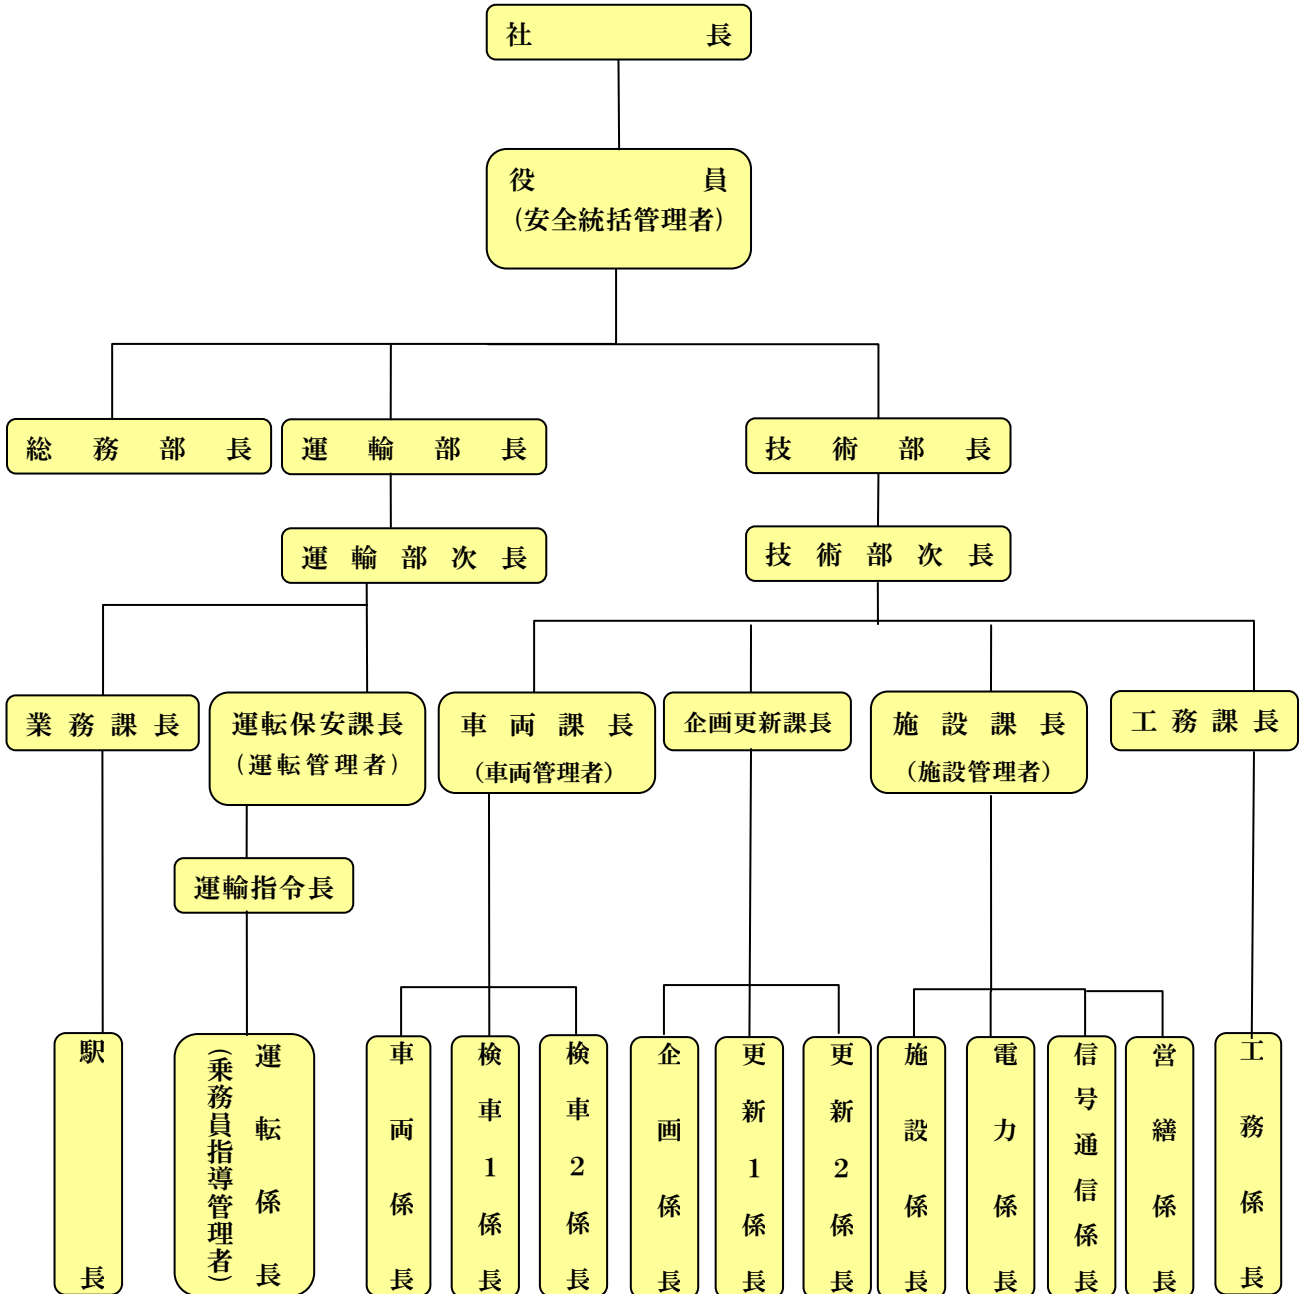 社長
役員
（安全統括管理者）
総務部長
運輸部長
技術部長
運輸部次長
技術部次長
業務課長
運転保安課長
（運転管理者）
車両課長
（車両管理者）
企画更新課長
施設課長
（施設管理者）
工務課長
運輸指令長
駅長
運転係長
（乗務員指導管理者）
車両係長
検車1係長
検車2係長
企画係長
更新1係長
更新2係長
施設係長
電力係長
信号通信係長
営繕係長
工務係長